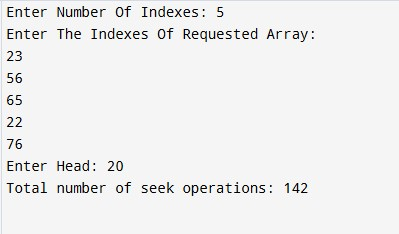 Enter Number Of Indexes: 5
Enter The Indexes Of Requested Array:
23
56
65
22
76
Enter Head: 20
Total number of seek operations: 142